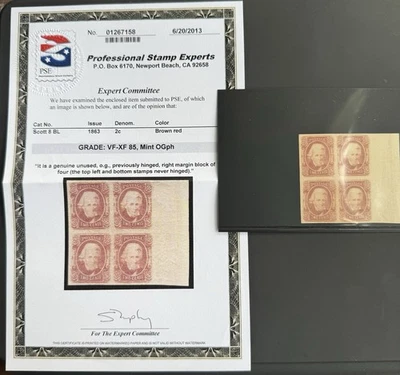 No. 01267158 6/20/2013
PSE
Professional Stamp Experts
P.O. Box 6170, Newport Beach, CA 92658
Expert Committee
We have examined the enclosed item submitted to PSE, of which
an image is shown below, and are of the opinion that:
Cat No. Issue Denom. Color
Scott 8 BL 1863 2c Brown red
GRADE: VF-XF 85, Mint OGph
"it is a genuine unused, o.g., previously hinged, right margin block of
four (the top left and bottom stamps never hinged).
For The Expert Committee